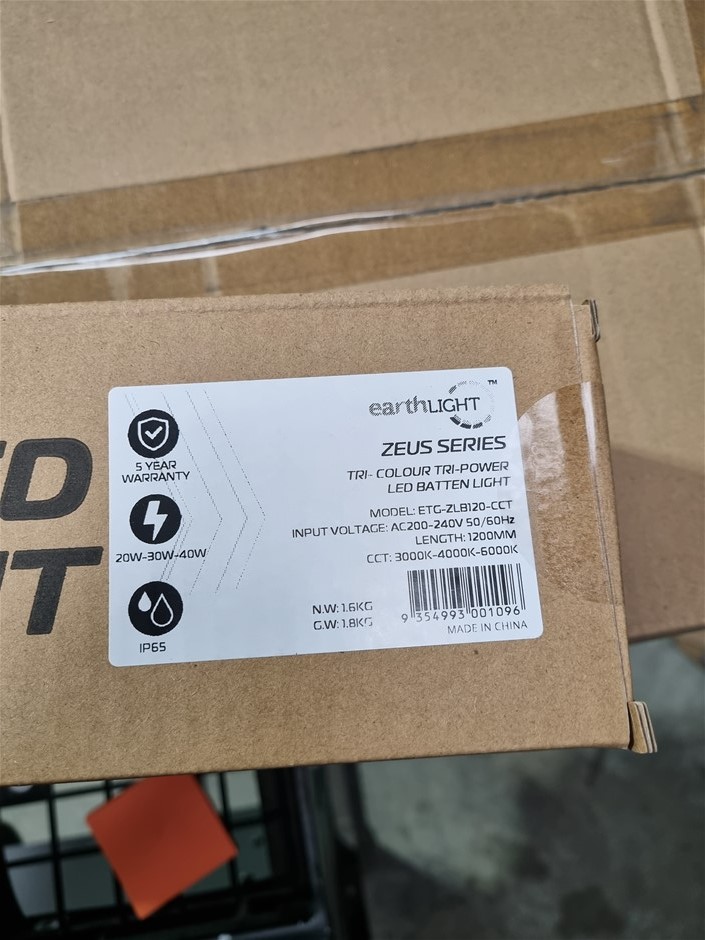 earthLIGHT™
ZEUS SERIES
TRI- COLOUR TRI-POWER
LED BATTEN LIGHT
MODEL: ETG-ZLB120-CCT
INPUT VOLTAGE: AC200-240V 50/60Hz
LENGTH: 1200MM
CCT: 3000K-4000K-6000K
5 YEAR
WARRANTY
20W-30W-40W
IP65
N.W: 1.6KG
G.W: 1.8KG
9 354993 001096
MADE IN CHINA